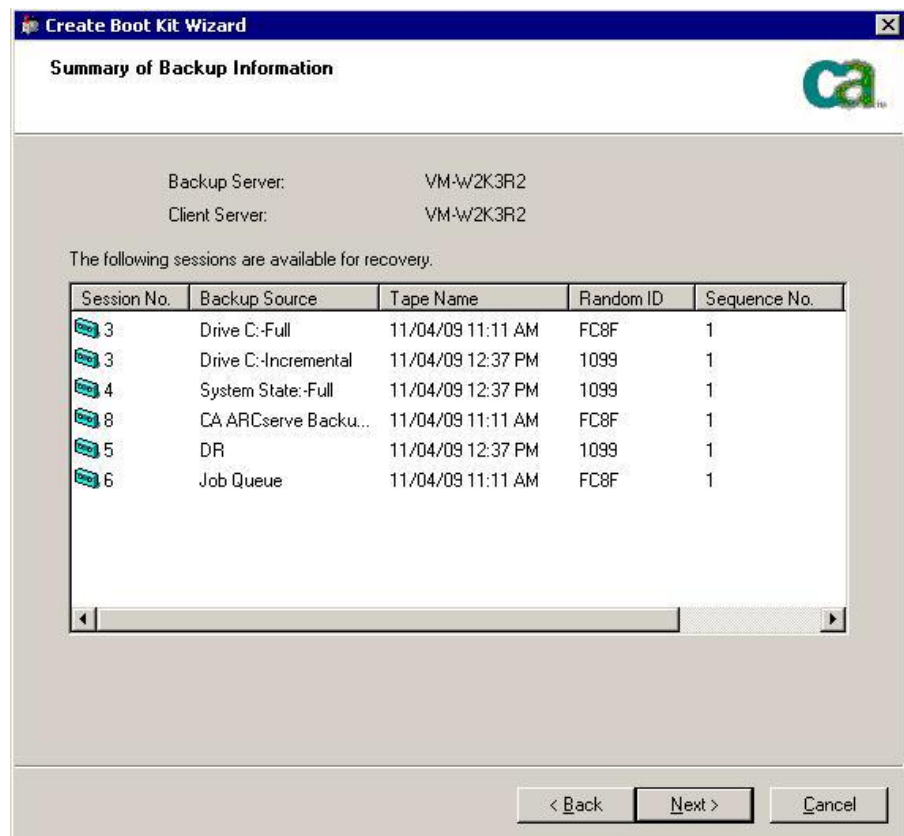 Create Boot Kit Wizard
Summary of Backup Information
ca
Backup Server: VM-W2K3R2
Client Server: VM-W2K3R2
The following sessions are available for recovery.
Session No. Backup Source Tape Name Random ID Sequence No.
3 Drive C:-Full 11/04/09 11:11 AM FC8F 1
3 Drive C:-Incremental 11/04/09 12:37 PM 1099 1
4 System State:-Full 11/04/09 12:37 PM 1099 1
8 CA ARCserve Backu... 11/04/09 11:11 AM FC8F 1
5 DR 11/04/09 12:37 PM 1099 1
6 Job Queue 11/04/09 11:11 AM FC8F 1
< Back Next > Cancel